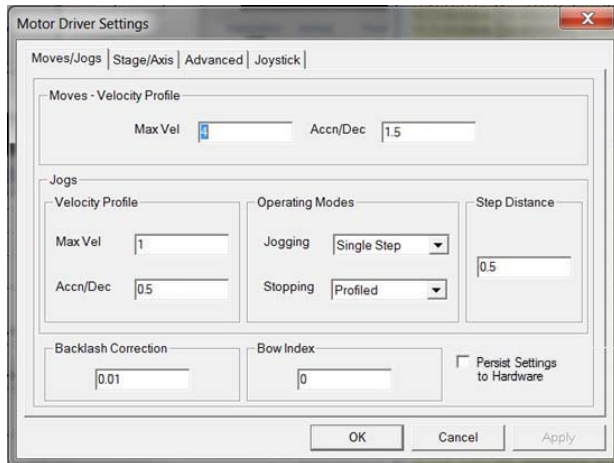 Motor Driver Settings
Moves/Jogs Stage/Axis Advanced Joystick
Moves - Velocity Profile
Max Vel 4 Accn/Dec 1.5
Jogs
Velocity Profile Operating Modes Step Distance
Max Vel 1 Jogging Single Step
0.5
Accn/Dec 0.5 Stopping Profiled
Backlash Correction Bow Index
Persist Settings
to Hardware
0.01 0
OK Cancel Apply